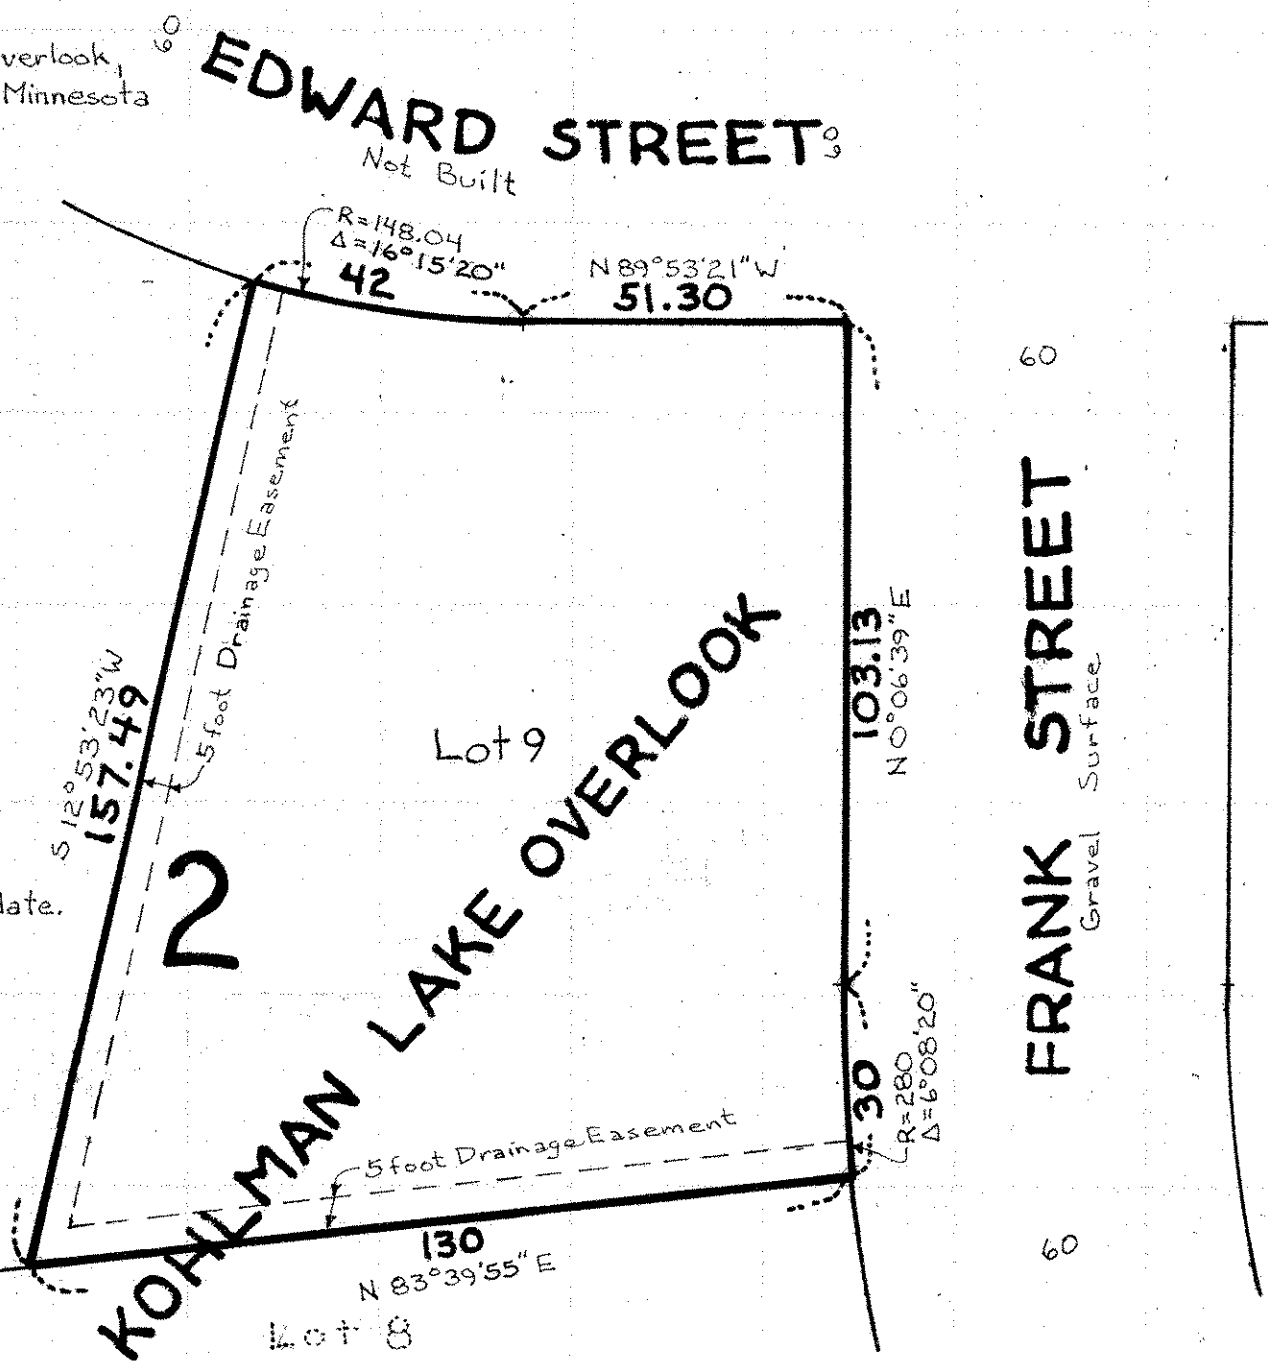 60
verlook,
Minnesota
EDWARD STREET
60
Not Built
R=148.04
Δ=16°15'20"
42
N 89°53'21" W
51.30
60
5 foot Drainage Easement
103.13
N 0°06'39" E
FRANK STREET
Gravel Surface
S 12°53'23" W
157.49
Lot 9
2
late.
KOHLMAN LAKE OVERLOOK
30
R=280
Δ=6°08'20"
5 foot Drainage Easement
130
N 83°39'55" E
60
Lot 8